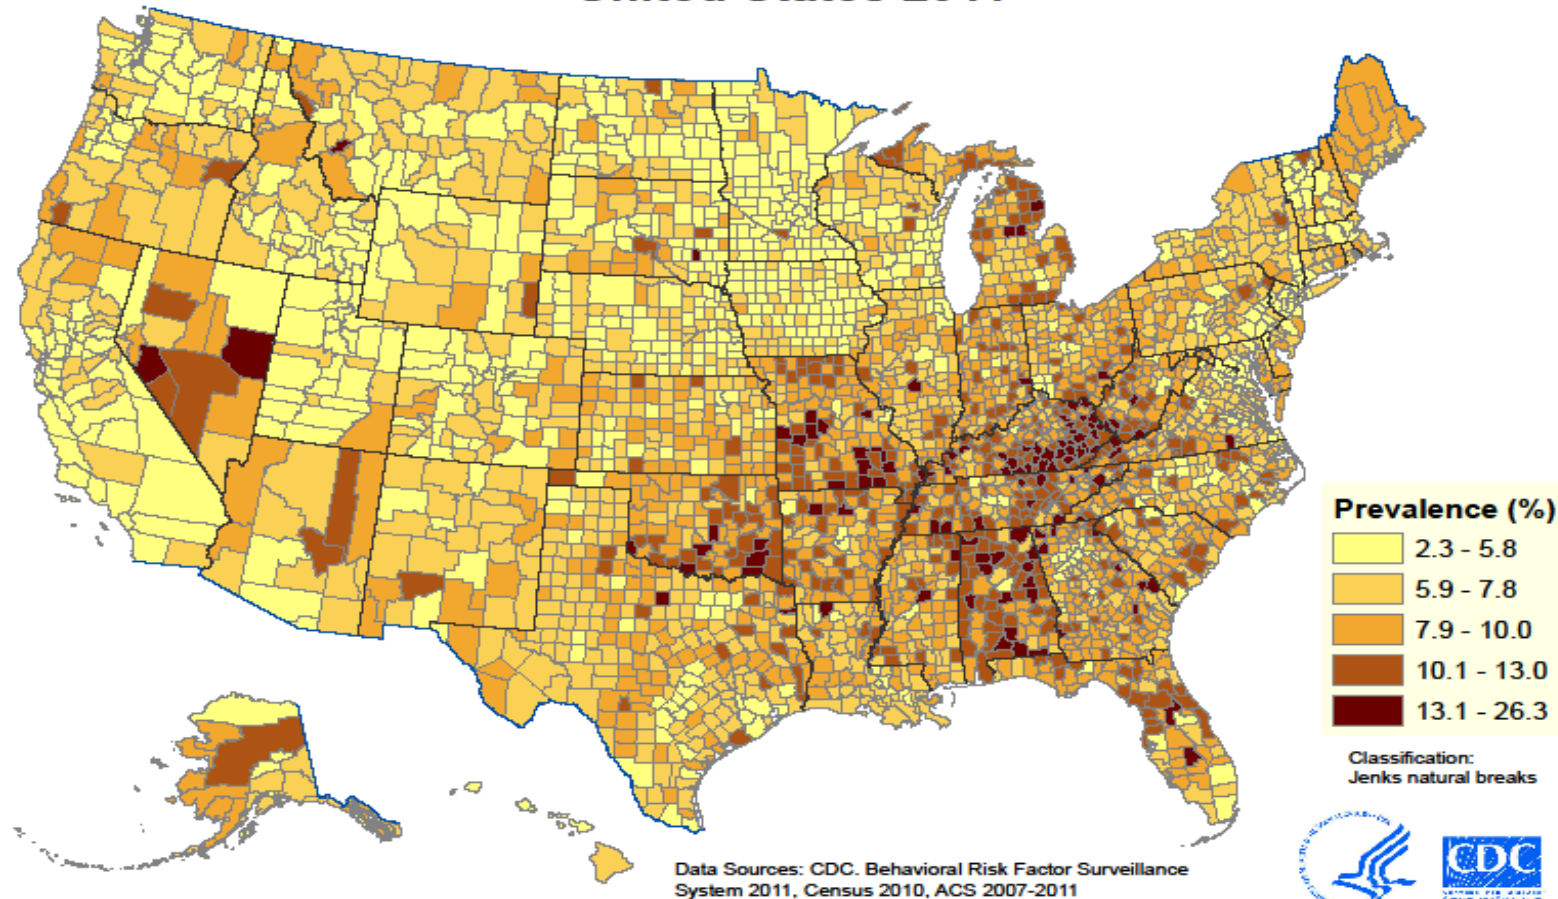 Prevalence (%)
2.3 - 5.8
5.9 - 7.8
7.9 - 10.0
10.1 - 13.0
13.1 - 26.3
Classification:
Jenks natural breaks
Data Sources: CDC. Behavioral Risk Factor Surveillance
System 2011, Census 2010, ACS 2007-2011
CDC